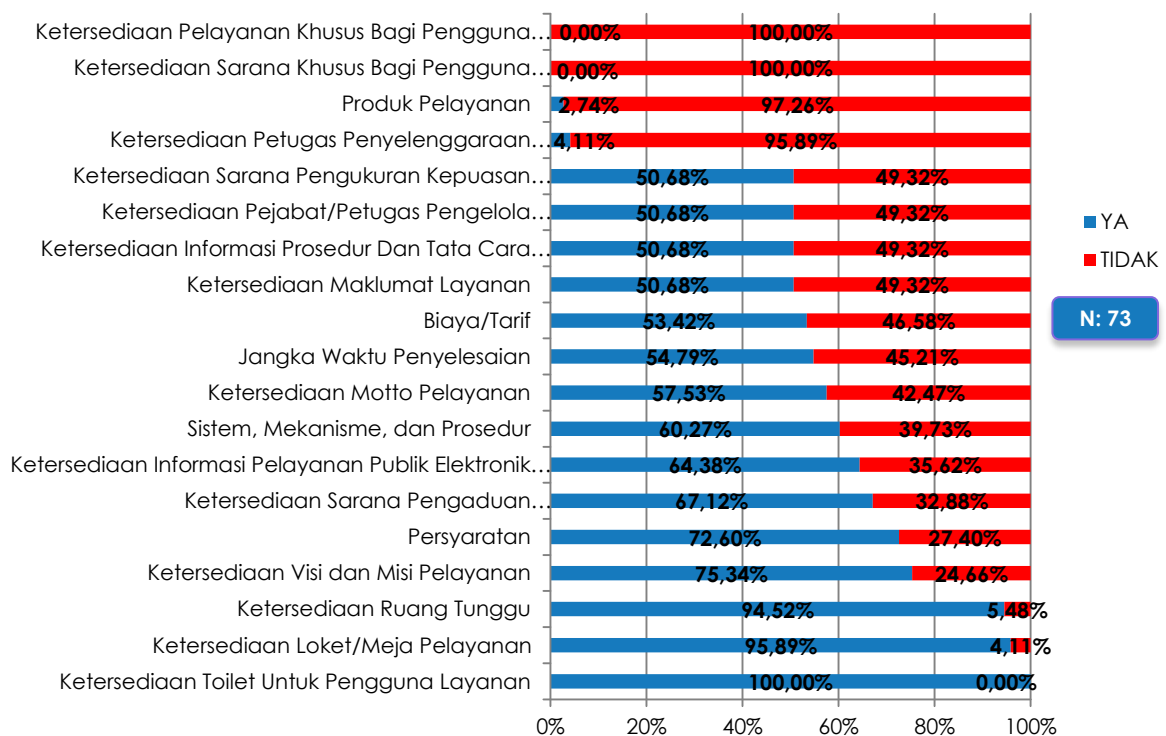 Ketersediaan Pelayanan Khusus Bagi Pengguna… 0,00% 100,00%
Ketersediaan Sarana Khusus Bagi Pengguna… 0,00% 100,00%
Produk Pelayanan 2,74% 97,26%
Ketersediaan Petugas Penyelenggaraan… 4,11% 95,89%
Ketersediaan Sarana Pengukuran Kepuasan… 50,68% 49,32%
Ketersediaan Pejabat/Petugas Pengelola… 50,68% 49,32%
Ketersediaan Informasi Prosedur Dan Tata Cara… 50,68% 49,32%
Ketersediaan Maklumat Layanan 50,68% 49,32%
Biaya/Tarif 53,42% 46,58%
Jangka Waktu Penyelesaian 54,79% 45,21%
Ketersediaan Motto Pelayanan 57,53% 42,47%
Sistem, Mekanisme, dan Prosedur 60,27% 39,73%
Ketersediaan Informasi Pelayanan Publik Elektronik… 64,38% 35,62%
Ketersediaan Sarana Pengaduan… 67,12% 32,88%
Persyaratan 72,60% 27,40%
Ketersediaan Visi dan Misi Pelayanan 75,34% 24,66%
Ketersediaan Ruang Tunggu 94,52% 5,48%
Ketersediaan Loket/Meja Pelayanan 95,89% 4,11%
Ketersediaan Toilet Untuk Pengguna Layanan 100,00% 0,00%
0% 20% 40% 60% 80% 100%
YA
TIDAK
N: 73